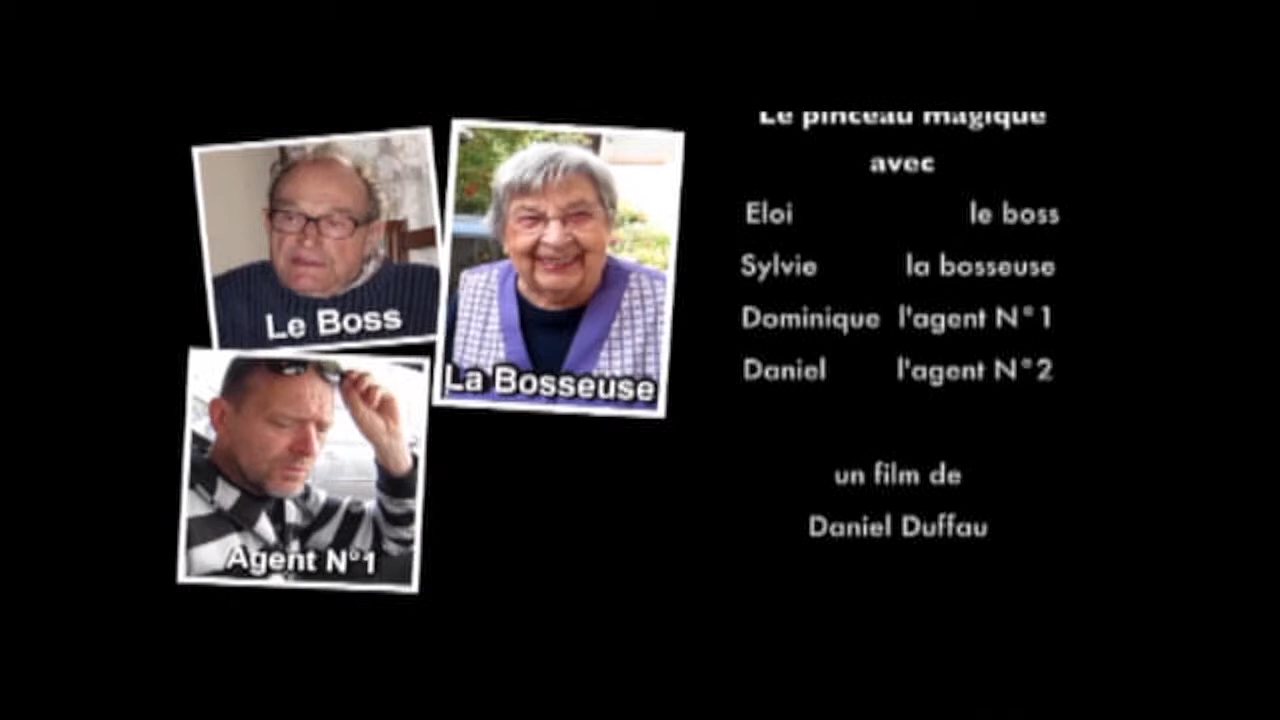 Le pinceau magique
avec
Eloi le boss
Sylvie la bosseuse
Dominique l'agent N°1
Daniel l'agent N°2
un film de
Daniel Duffau
Le Boss
La Bosseuse
Agent N°1